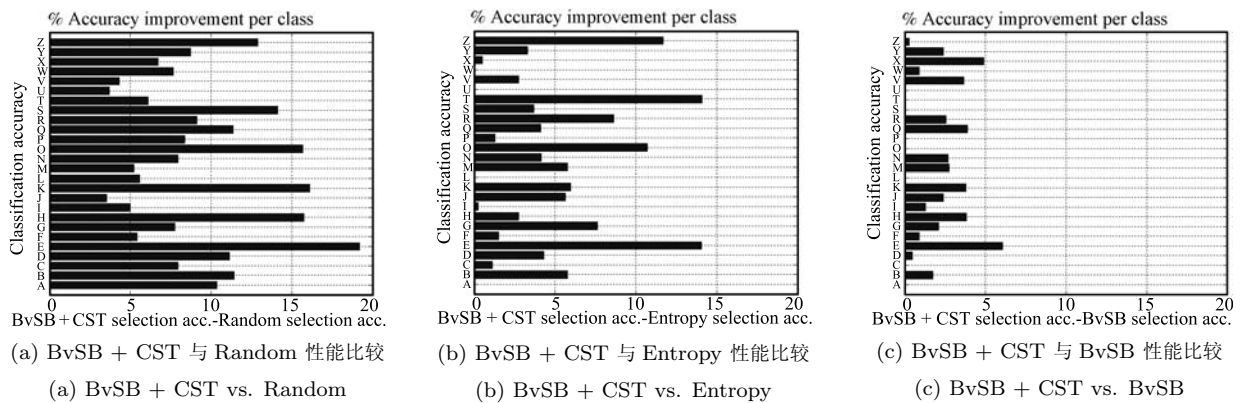 % Accuracy improvement per class
Classification accuracy
Z
Y
X
W
V
U
T
S
R
Q
P
O
N
M
L
K
J
I
H
G
F
E
D
C
B
A
0 5 10 15 20
BvSB + CST selection acc.-Random selection acc.
(a) BvSB + CST 与 Random 性能比较
(a) BvSB + CST vs. Random
% Accuracy improvement per class
Classification accuracy
Z
Y
X
W
V
U
T
S
R
Q
P
O
N
M
L
K
J
I
H
G
F
E
D
C
B
A
0 5 10 15 20
BvSB + CST selection acc.-Entropy selection acc.
(b) BvSB + CST 与 Entropy 性能比较
(b) BvSB + CST vs. Entropy
% Accuracy improvement per class
Classification accuracy
Z
Y
X
W
V
U
T
S
R
Q
P
O
N
M
L
K
J
I
H
G
F
E
D
C
B
A
0 5 10 15 20
BvSB + CST selection acc.-BvSB selection acc.
(c) BvSB + CST 与 BvSB 性能比较
(c) BvSB + CST vs. BvSB